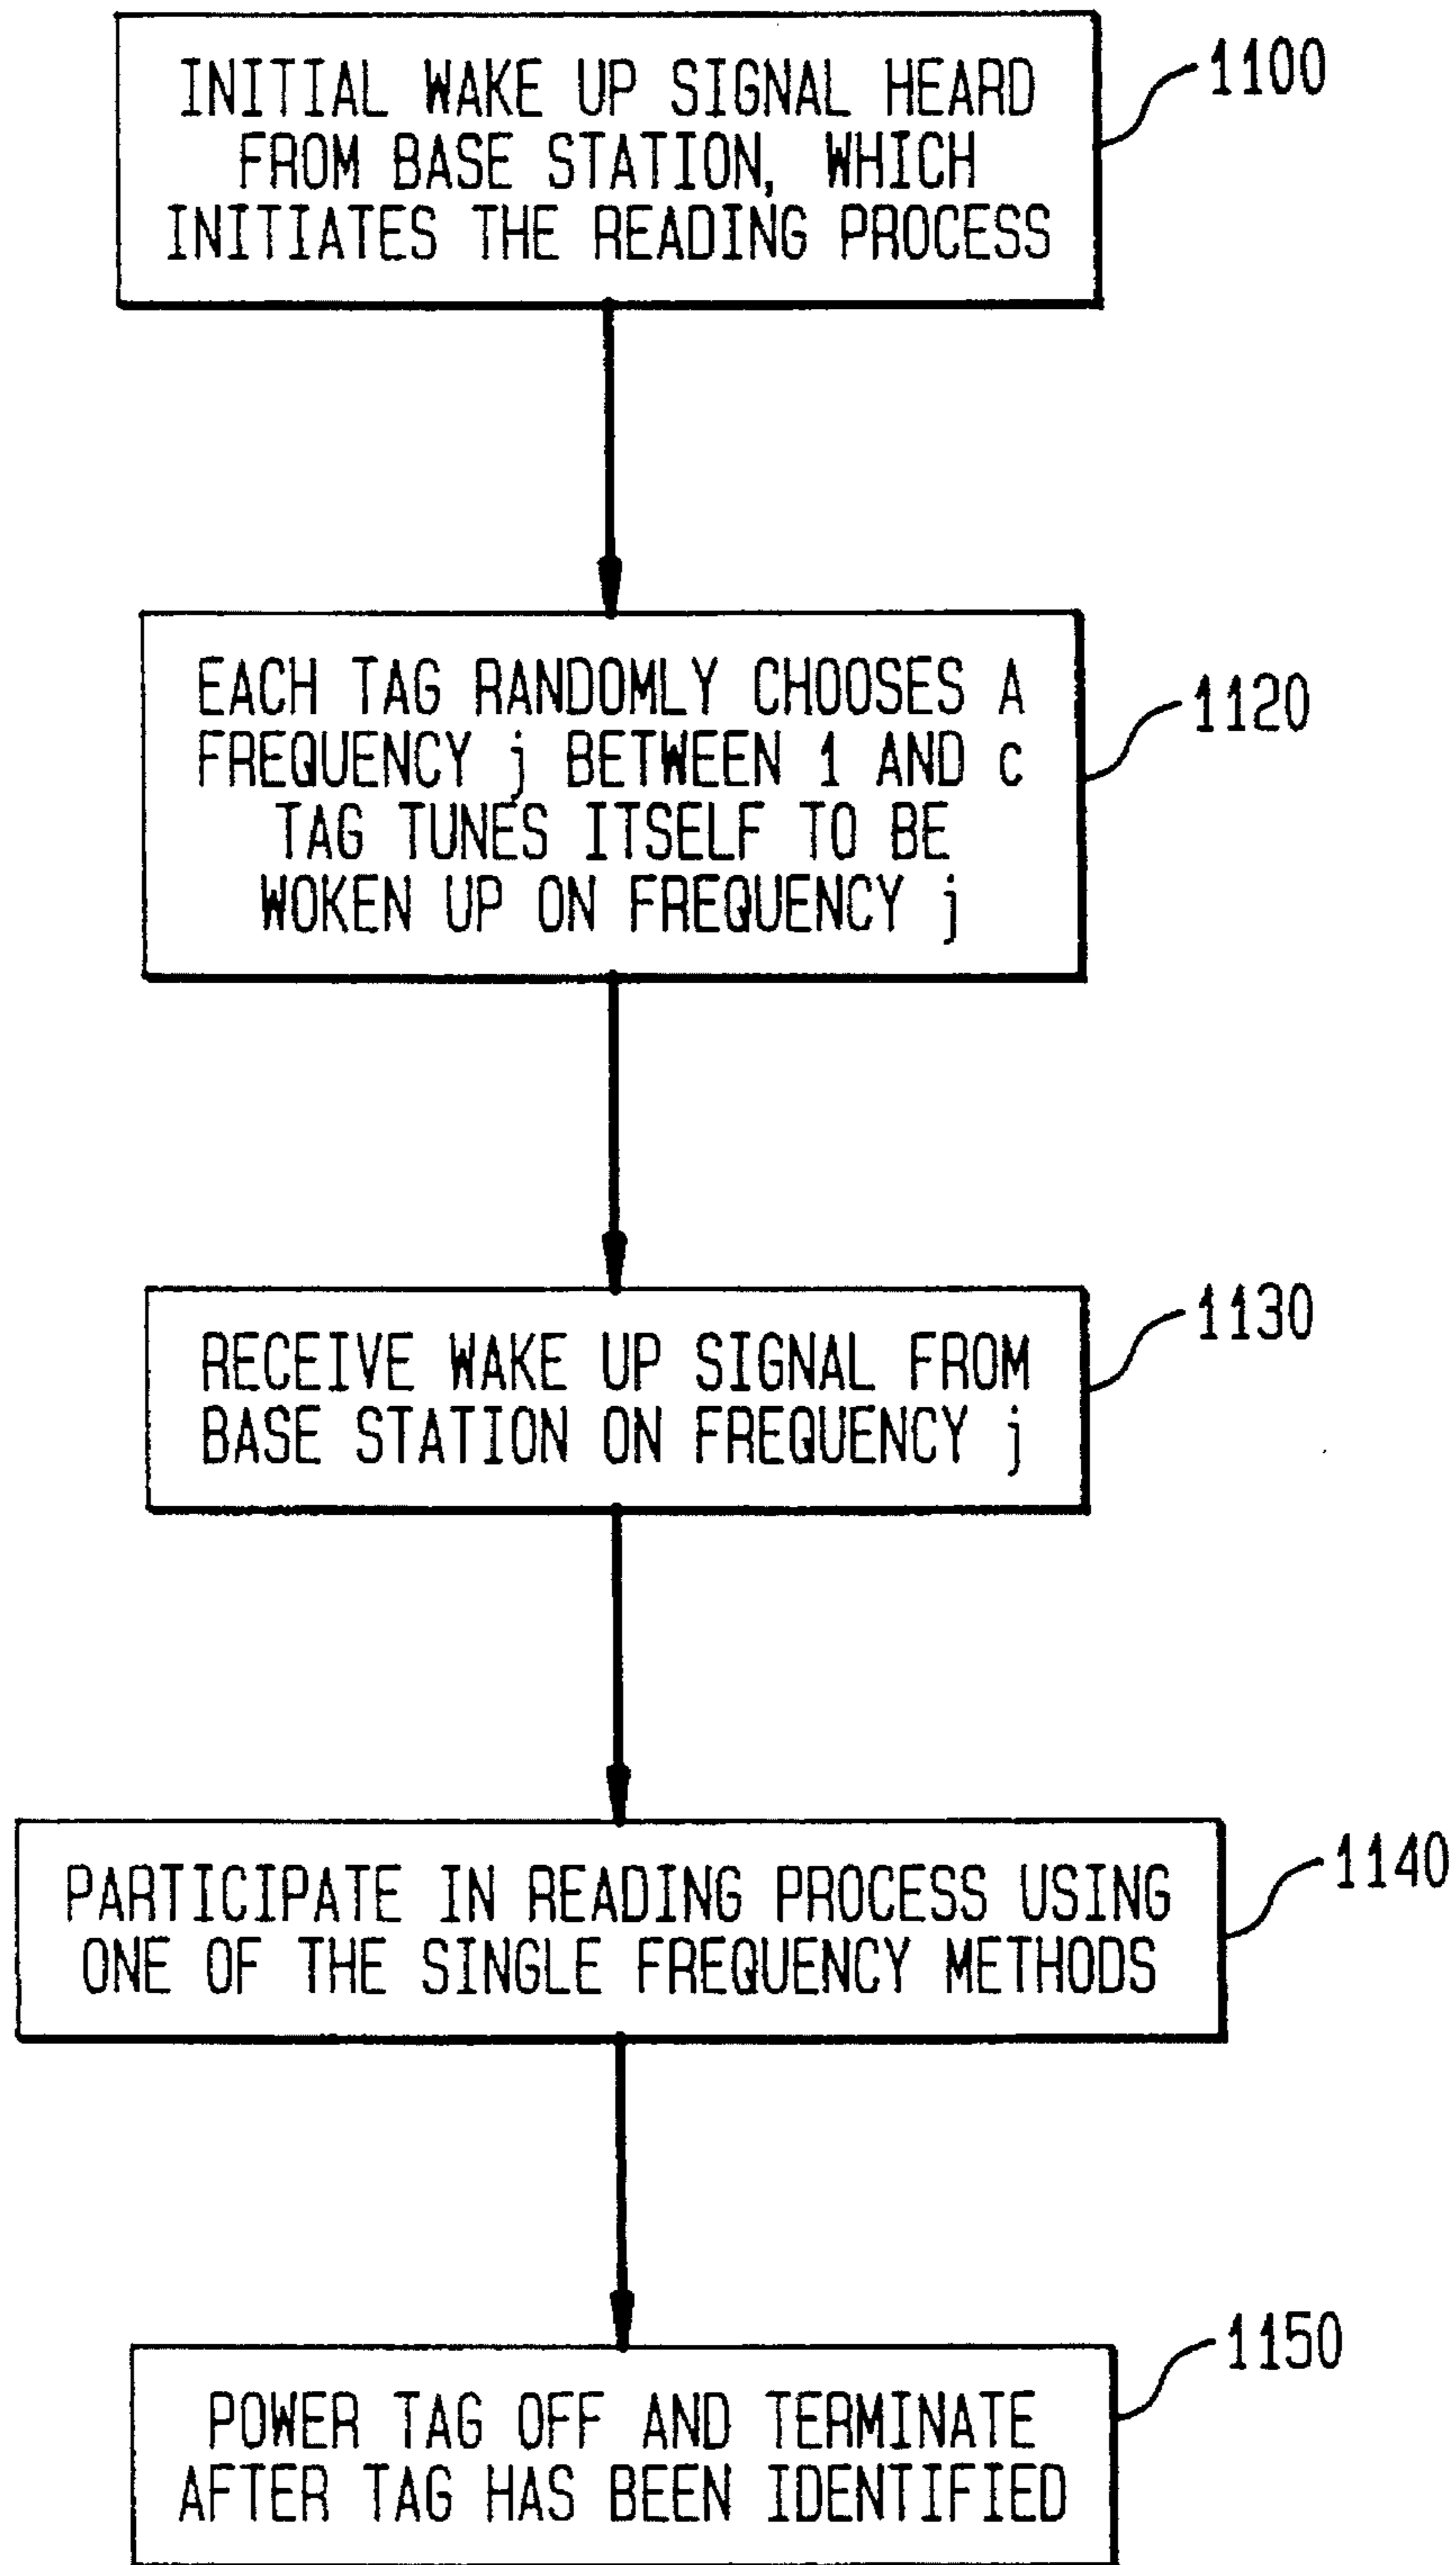 INITIAL WAKE UP SIGNAL HEARD
FROM BASE STATION, WHICH
INITIATES THE READING PROCESS
1100
EACH TAG RANDOMLY CHOOSES A
FREQUENCY j BETWEEN 1 AND c
TAG TUNES ITSELF TO BE
WOKEN UP ON FREQUENCY j
1120
RECEIVE WAKE UP SIGNAL FROM
BASE STATION ON FREQUENCY j
1130
PARTICIPATE IN READING PROCESS USING
ONE OF THE SINGLE FREQUENCY METHODS
1140
POWER TAG OFF AND TERMINATE
AFTER TAG HAS BEEN IDENTIFIED
1150